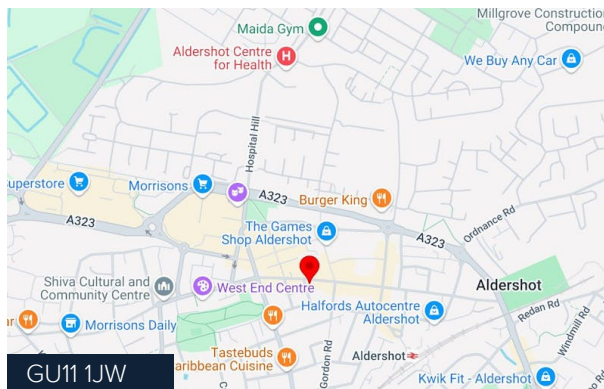 Millgrove Construction
Compound
Maida Gym
Aldershot Centre
for Health
We Buy Any Car
Hospital Hill
Superstore
Morrisons
A323
Burger King
Ordnance Rd
A323
The Games
Shop Aldershot
A323
Shiva Cultural and
Community Centre
West End Centre
Aldershot
Halfords Autocentre
Aldershot
Redan Rd
Windmill Rd
Morrisons Daily
Tastebuds
Caribbean Cuisine
Gordon Rd
Aldershot
Kwik Fit - Aldershot
GU11 1JW